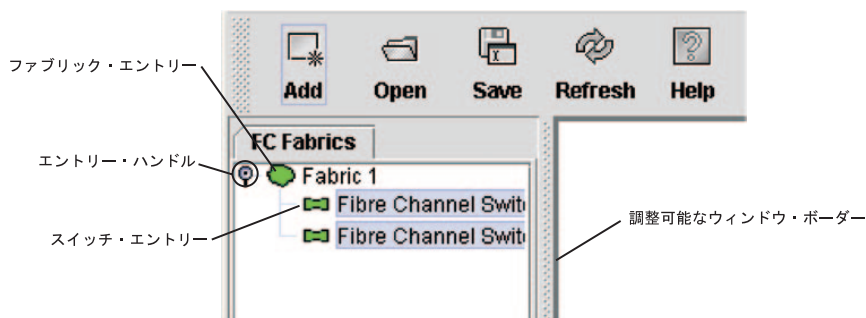 Add Open Save Refresh Help
ファブリック・エントリー
FC Fabrics
エントリー・ハンドル
Fabric 1
Fibre Channel Swit
スイッチ・エントリー
Fibre Channel Swit
調整可能なウィンドウ・ボーダー